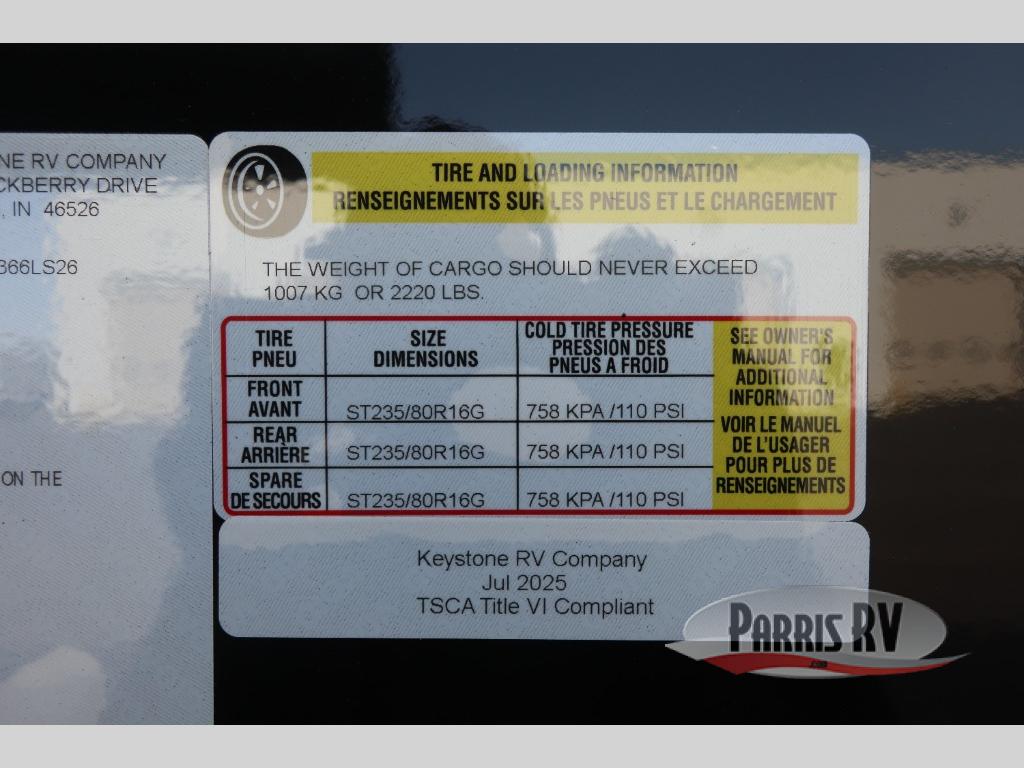 NE RV COMPANY
CKBERRY DRIVE
, IN 46526
366LS26
ON THE
TIRE AND LOADING INFORMATION
RENSEIGNEMENTS SUR LES PNEUS ET LE CHARGEMENT
THE WEIGHT OF CARGO SHOULD NEVER EXCEED
1007 KG OR 2220 LBS.
TIRE
PNEU
SIZE
DIMENSIONS
COLD TIRE PRESSURE
PRESSION DES
PNEUS A FROID
FRONT
AVANT
ST235/80R16G
758 KPA /110 PSI
REAR
ARRIÈRE
ST235/80R16G
758 KPA /110 PSI
SPARE
DE SECOURS
ST235/80R16G
758 KPA /110 PSI
SEE OWNER'S
MANUAL FOR
ADDITIONAL
INFORMATION
VOIR LE MANUEL
DE L'USAGER
POUR PLUS DE
RENSEIGNEMENTS
Keystone RV Company
Jul 2025
TSCA Title VI Compliant
PARRIS RV
.com